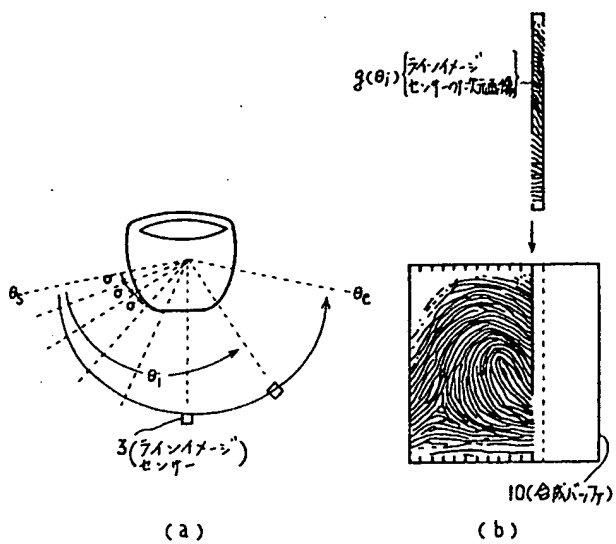 g(θi){ラインイメージ
センサーの1次元画像}
σ
σ
σ
θs
θe
θi
3(ラインイメージ
センサー)
10(合成バッファ)
(a)
(b)